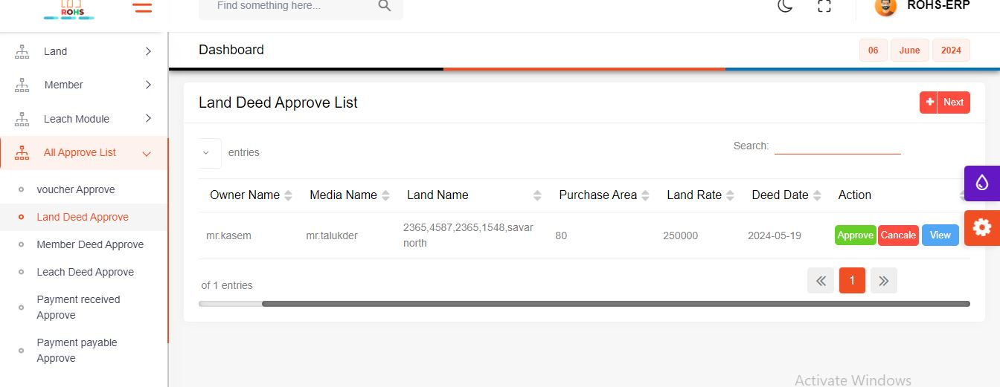 ROHS
Find something here...
ROHS-ERP
Land
Member
Leach Module
All Approve List
voucher Approve
Land Deed Approve
Member Deed Approve
Leach Deed Approve
Payment received
Approve
Payment payable
Approve
Dashboard
06 June 2024
Land Deed Approve List
Next
entries
Search:
Owner Name Media Name Land Name Purchase Area Land Rate Deed Date Action
mr.kasem mr.talukder 2365,4587,2365,1548,savar north 80 250000 2024-05-19 Approve Cancale View
of 1 entries
1
Activate Windows